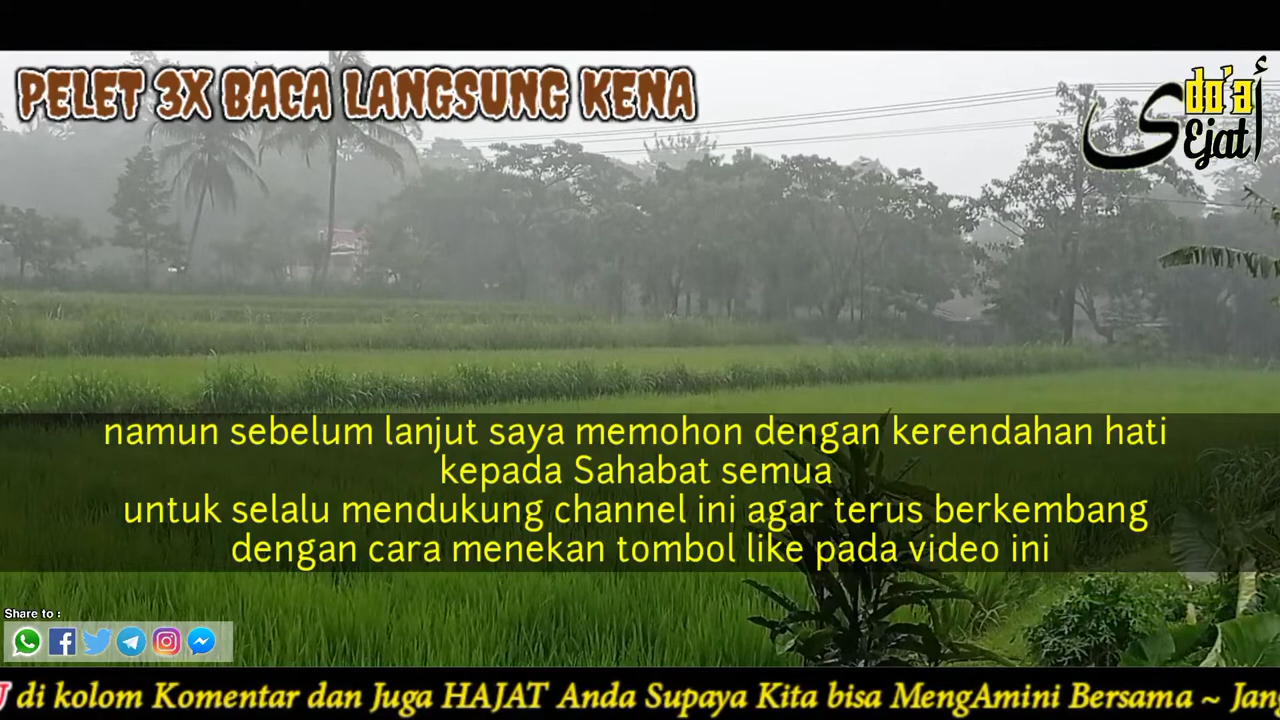 PELET 3X BACA LANGSUNG KENA
do'a
Ejati
namun sebelum lanjut saya memohon dengan kerendahan hati
kepada Sahabat semua
untuk selalu mendukung channel ini agar terus berkembang
dengan cara menekan tombol like pada video ini
Share to :
di kolom Komentar dan Juga HAJAT Anda Supaya Kita bisa MengAmini Bersama ~